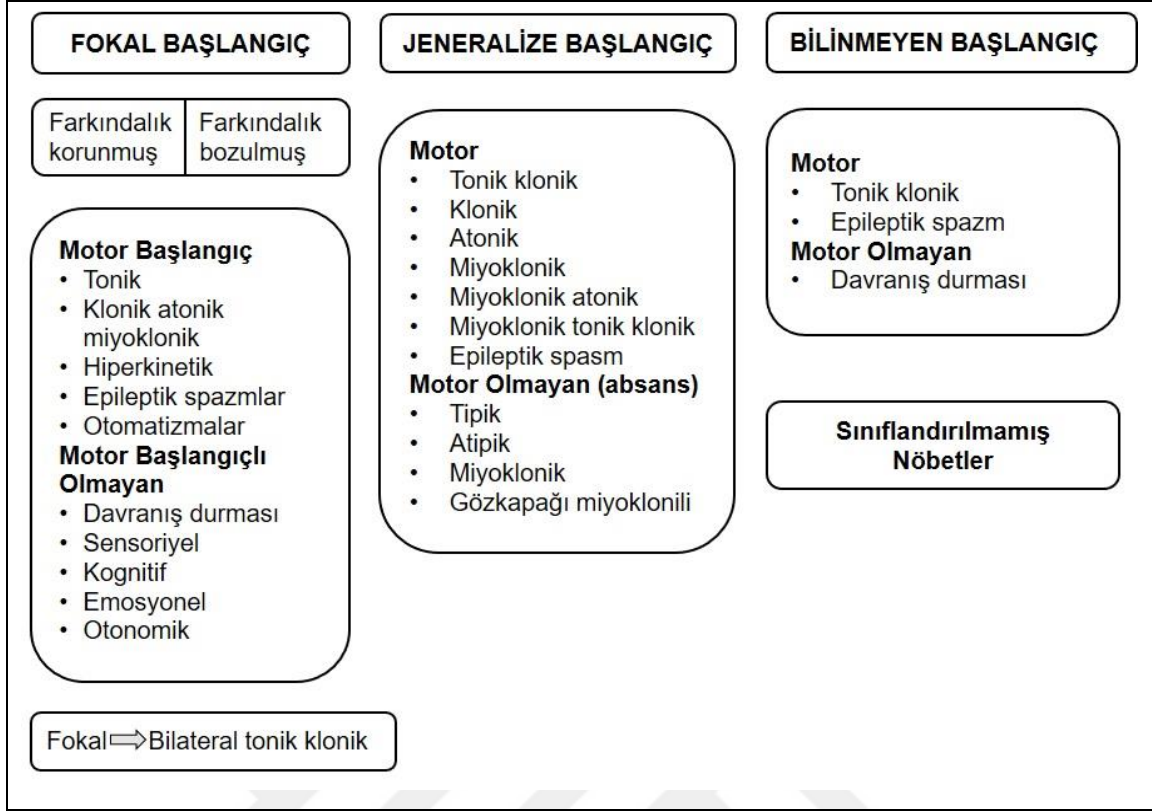 FOKAL BAŞLANGIÇ
Farkındalık
korunmuş
Farkındalık
bozulmuş
Motor Başlangıç
• Tonik
• Klonik atonik
miyoklonik
• Hiperkinetik
• Epileptik spazmlar
• Otomatizmalar
Motor Başlangıçlı
Olmayan
• Davranış durması
• Sensoriyel
• Kognitif
• Emosyonel
• Otonomik
Fokal⇨Bilateral tonik klonik
JENERALİZE BAŞLANGIÇ
Motor
• Tonik klonik
• Klonik
• Atonik
• Miyoklonik
• Miyoklonik atonik
• Miyoklonik tonik klonik
• Epileptik spasm
Motor Olmayan (absans)
• Tipik
• Atipik
• Miyoklonik
• Gözkapağı miyoklonili
BİLİNMEYEN BAŞLANGIÇ
Motor
• Tonik klonik
• Epileptik spazm
Motor Olmayan
• Davranış durması
Sınıflandırılmamış
Nöbetler